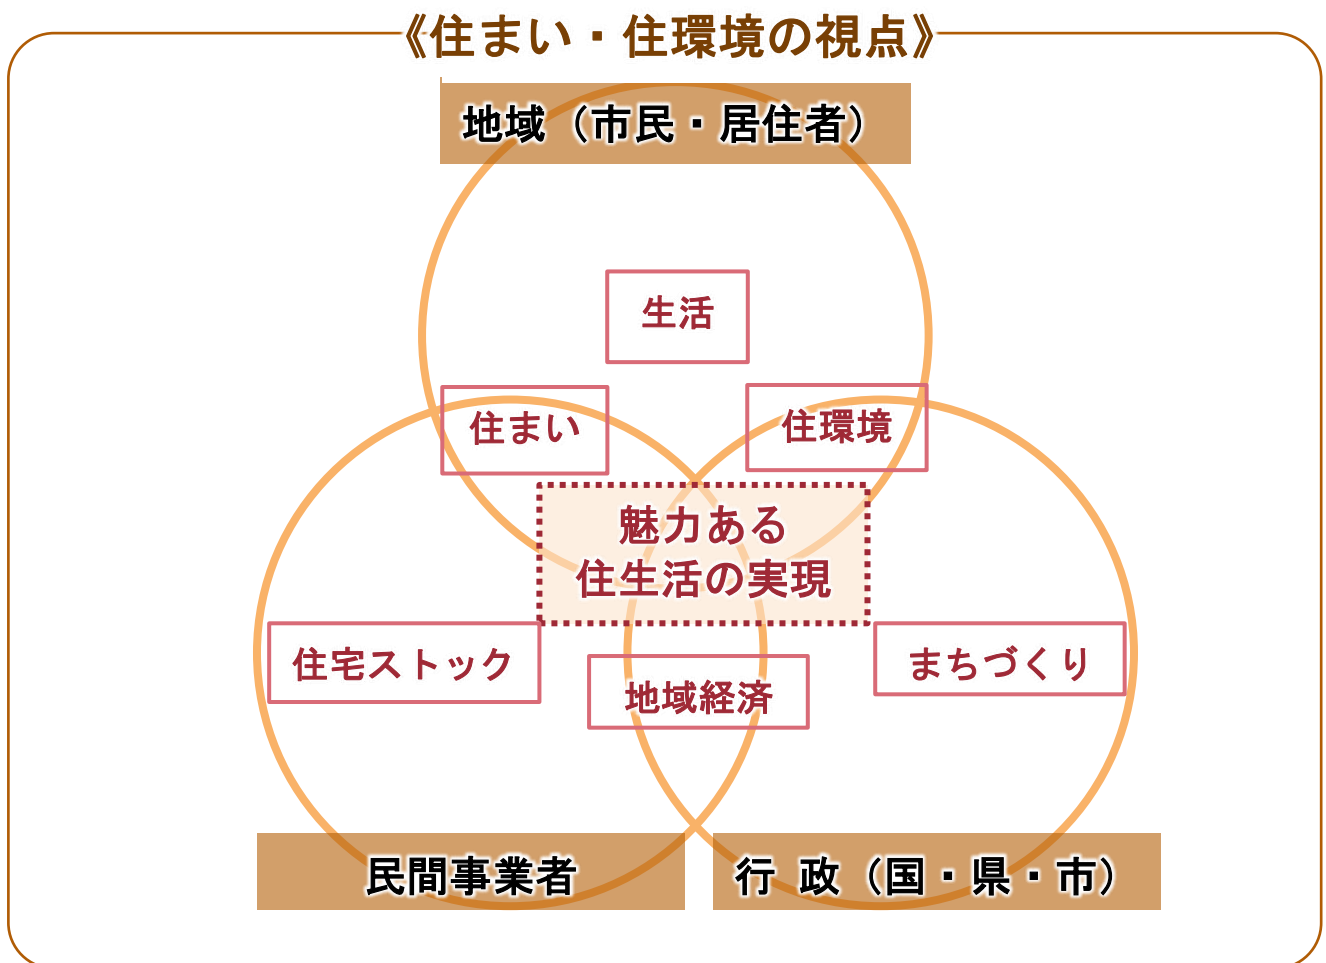 《住まい・住環境の視点》
地域（市民・居住者）
生活
住まい
住環境
魅力ある
住生活の実現
住宅ストック
まちづくり
地域経済
民間事業者
行 政（国・県・市）